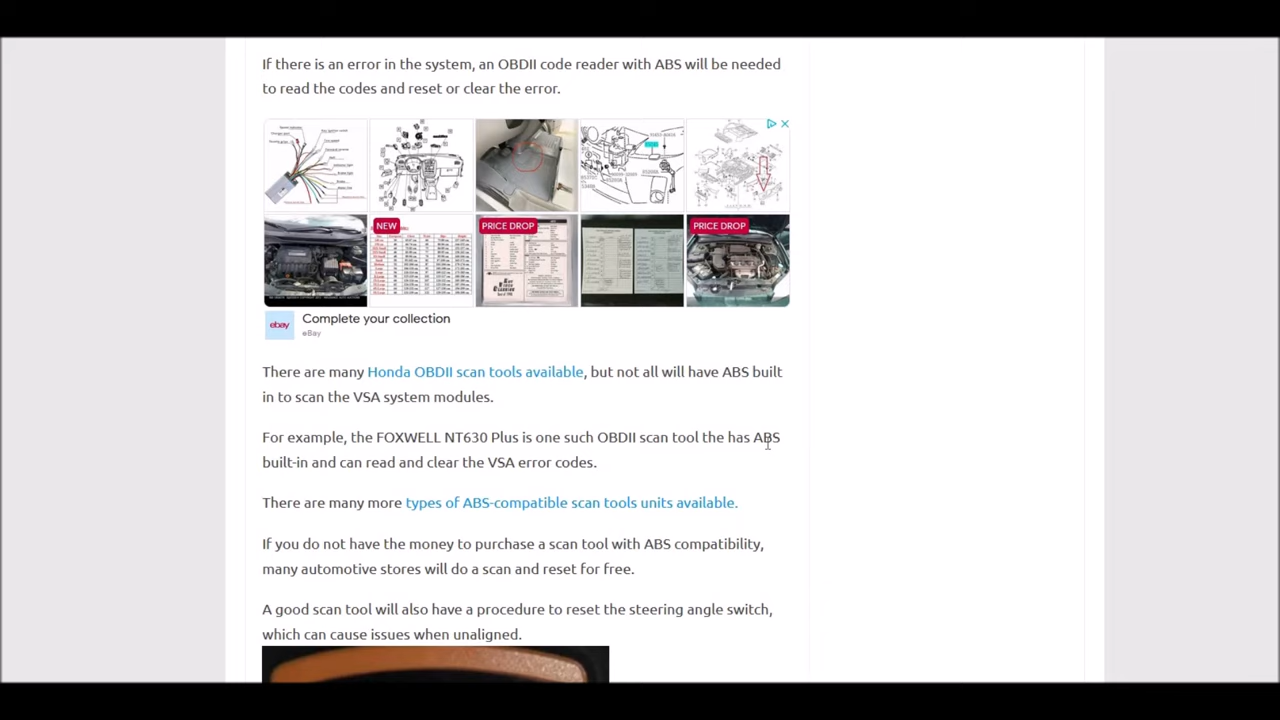 If there is an error in the system, an OBDII code reader with ABS will be needed
to read the codes and reset or clear the error.
NEW
PRICE DROP
PRICE DROP
ebay
Complete your collection
eBay
There are many Honda OBDII scan tools available, but not all will have ABS built
in to scan the VSA system modules.
For example, the FOXWELL NT630 Plus is one such OBDII scan tool the has ABS
built-in and can read and clear the VSA error codes.
There are many more types of ABS-compatible scan tools units available.
If you do not have the money to purchase a scan tool with ABS compatibility,
many automotive stores will do a scan and reset for free.
A good scan tool will also have a procedure to reset the steering angle switch,
which can cause issues when unaligned.